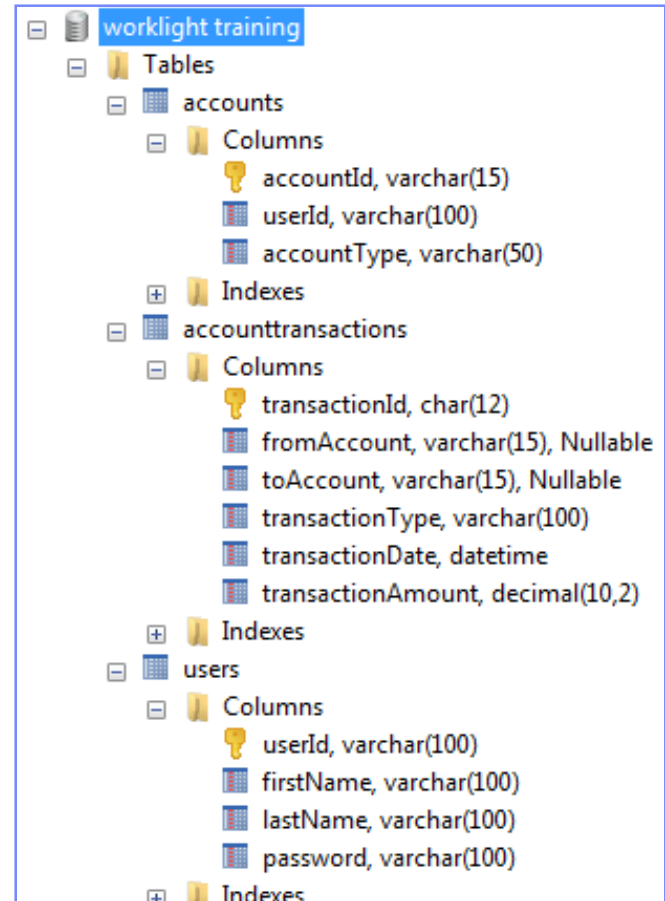 worklight training
Tables
accounts
Columns
accountId, varchar(15)
userId, varchar(100)
accountType, varchar(50)
Indexes
accounttransactions
Columns
transactionId, char(12)
fromAccount, varchar(15), Nullable
toAccount, varchar(15), Nullable
transactionType, varchar(100)
transactionDate, datetime
transactionAmount, decimal(10,2)
Indexes
users
Columns
userId, varchar(100)
firstName, varchar(100)
lastName, varchar(100)
password, varchar(100)
Indexes